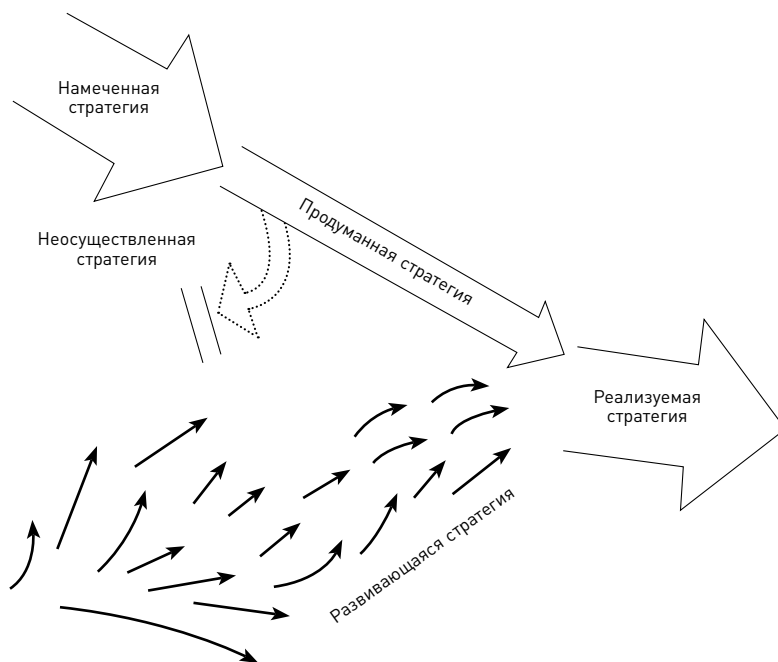 Намеченная
стратегия
Неосуществленная
стратегия
Продуманная стратегия
Реализуемая
стратегия
Развивающаяся стратегия